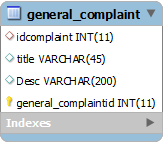 general_complaint
idcomplaint INT(11)
title VARCHAR(45)
Desc VARCHAR(200)
general_complaintid INT(11)
Indexes